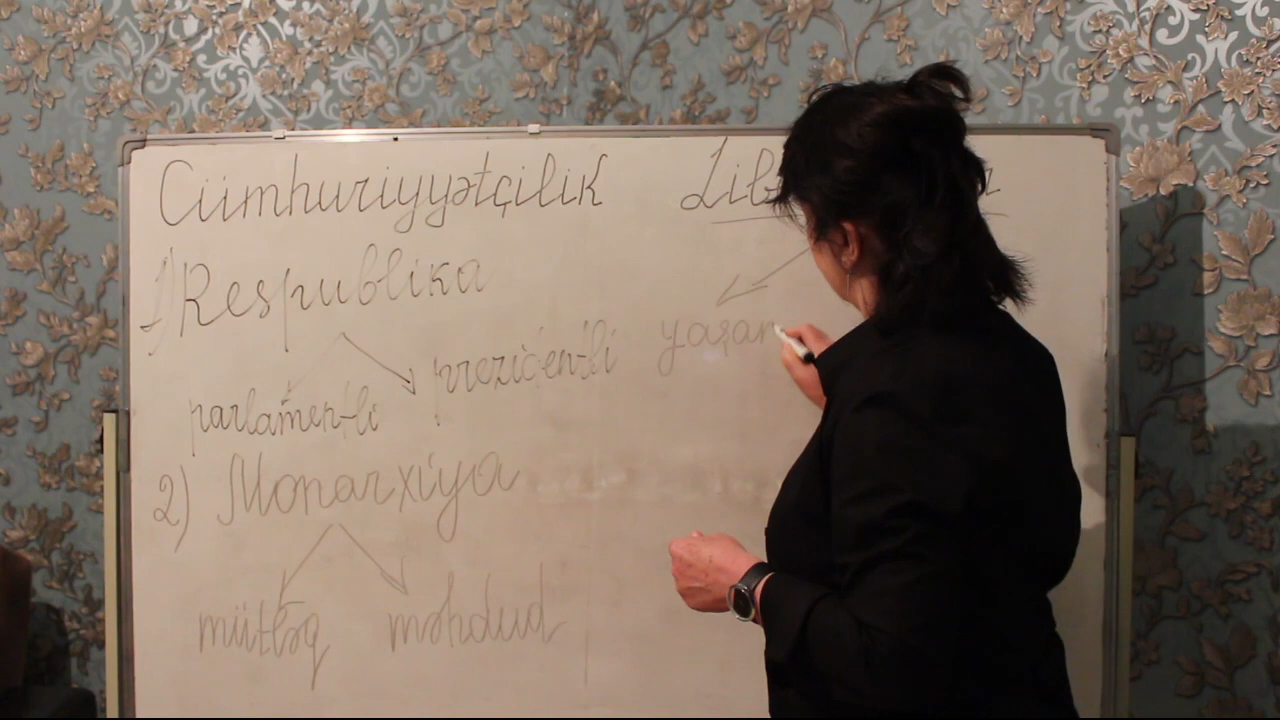 Cümhuriyyətçilik
1) Respublika
parlamentli prezidentli
2) Monarxiya
mütləq məhdud